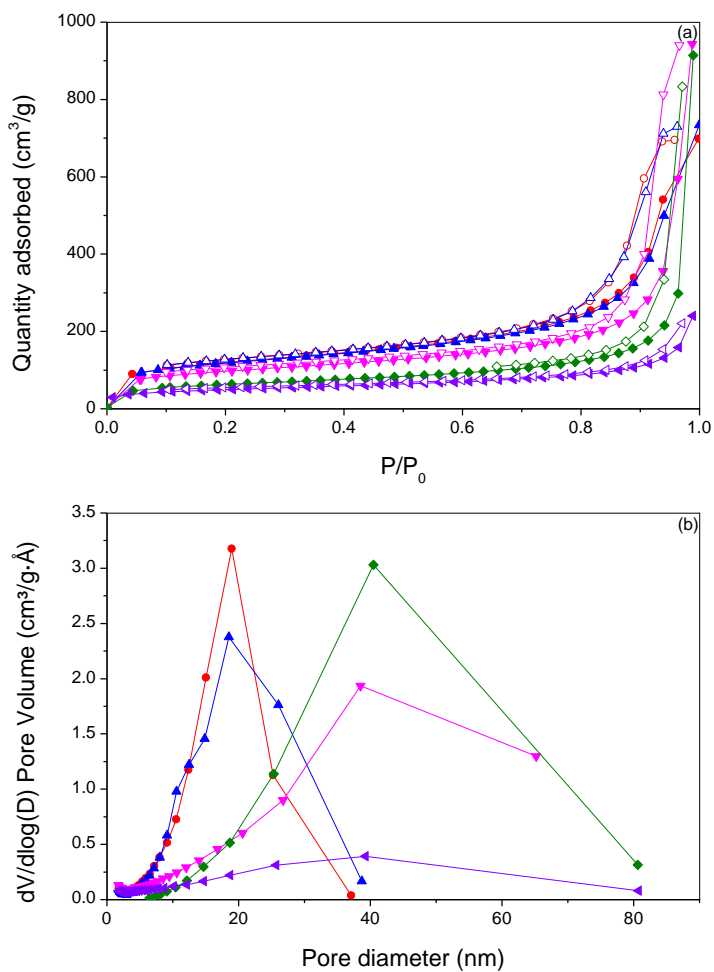 (a)
1000
800
600
400
200
0
Quantity adsorbed (cm³/g)
0.0 0.2 0.4 0.6 0.8 1.0
P/P₀
(b)
3.5
3.0
2.5
2.0
1.5
1.0
0.5
0.0
dV/dlog(D) Pore Volume (cm³/g·Å)
0 20 40 60 80
Pore diameter (nm)